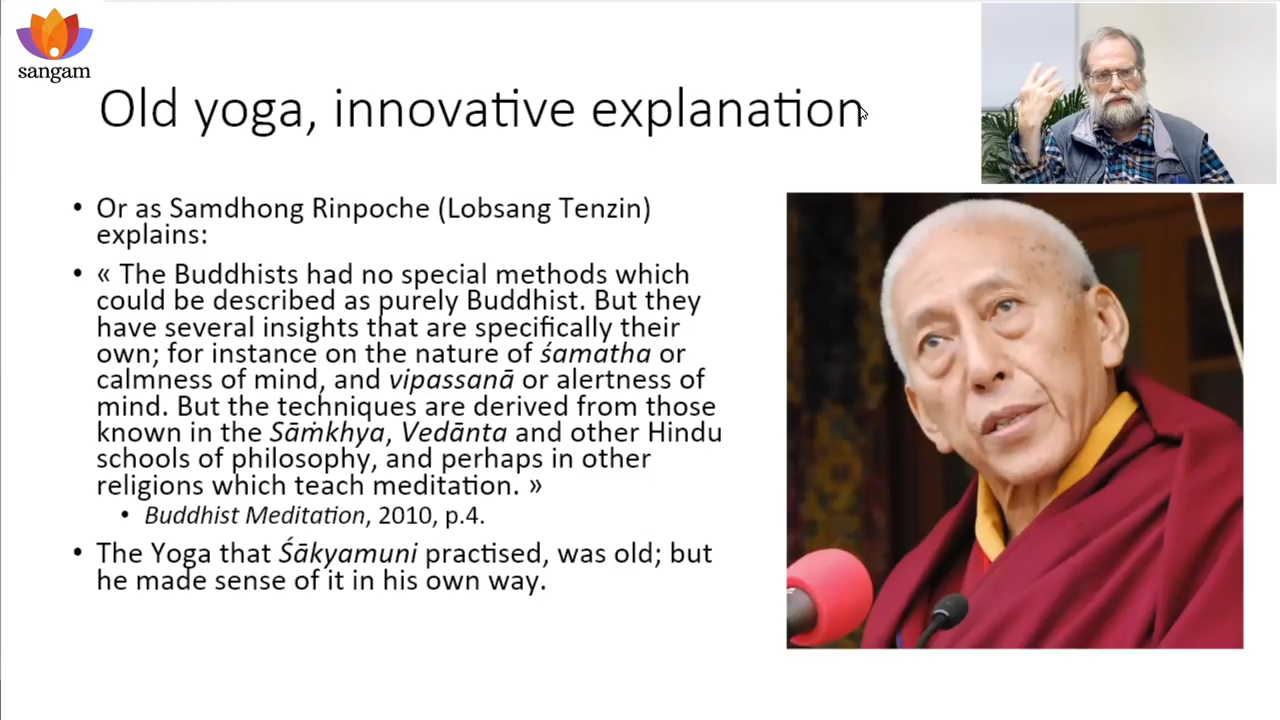 sangam
Old yoga, innovative explanation
• Or as Samdhong Rinpoche (Lobsang Tenzin)
explains:
• « The Buddhists had no special methods which
could be described as purely Buddhist. But they
have several insights that are specifically their
own; for instance on the nature of śamatha or
calmness of mind, and vipassanā or alertness of
mind. But the techniques are derived from those
known in the Sāṁkhya, Vedānta and other Hindu
schools of philosophy, and perhaps in other
religions which teach meditation. »
• Buddhist Meditation, 2010, p.4.
• The Yoga that Śākyamuni practised, was old; but
he made sense of it in his own way.